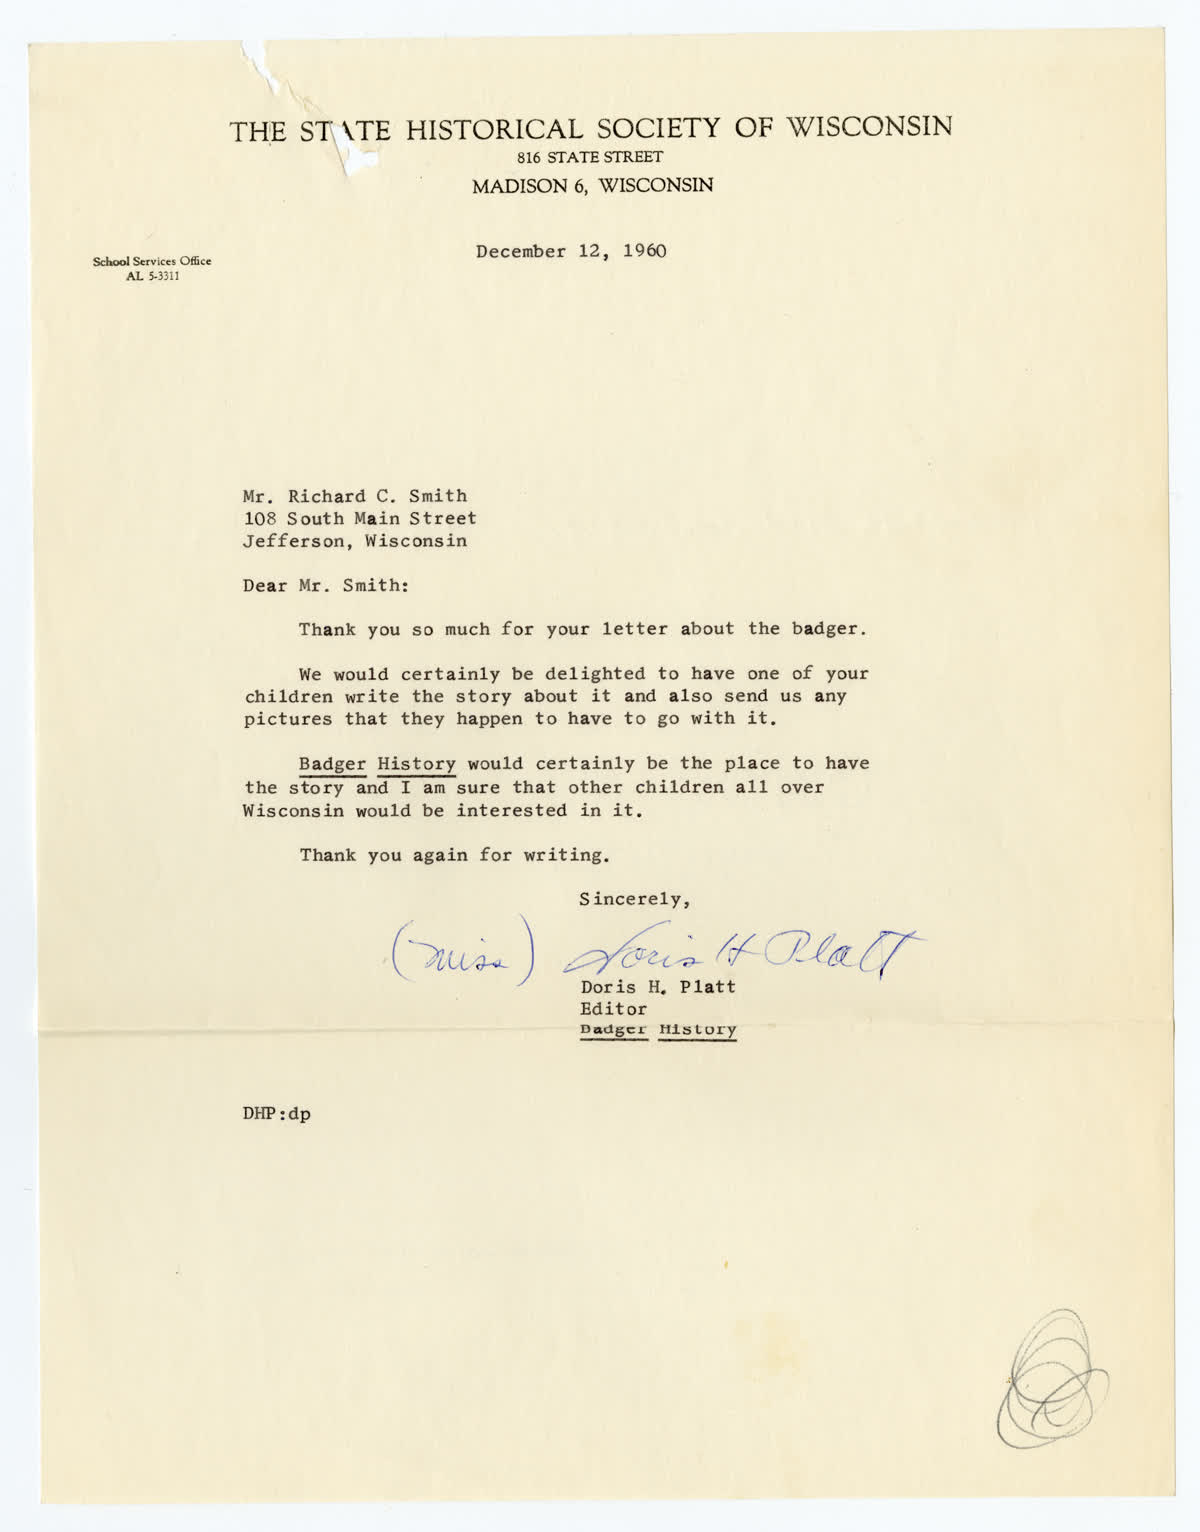 THE STATE HISTORICAL SOCIETY OF WISCONSIN
816 STATE STREET
MADISON 6, WISCONSIN
December 12, 1960
School Services Office
AL 5-3311
Mr. Richard C. Smith
108 South Main Street
Jefferson, Wisconsin
Dear Mr. Smith:
Thank you so much for your letter about the badger.
We would certainly be delighted to have one of your
children write the story about it and also send us any
pictures that they happen to have to go with it.
Badger History would certainly be the place to have
the story and I am sure that other children all over
Wisconsin would be interested in it.
Thank you again for writing.
Sincerely,
(Miss) Doris H Platt
Doris H. Platt
Editor
Badger History
DHP:dp